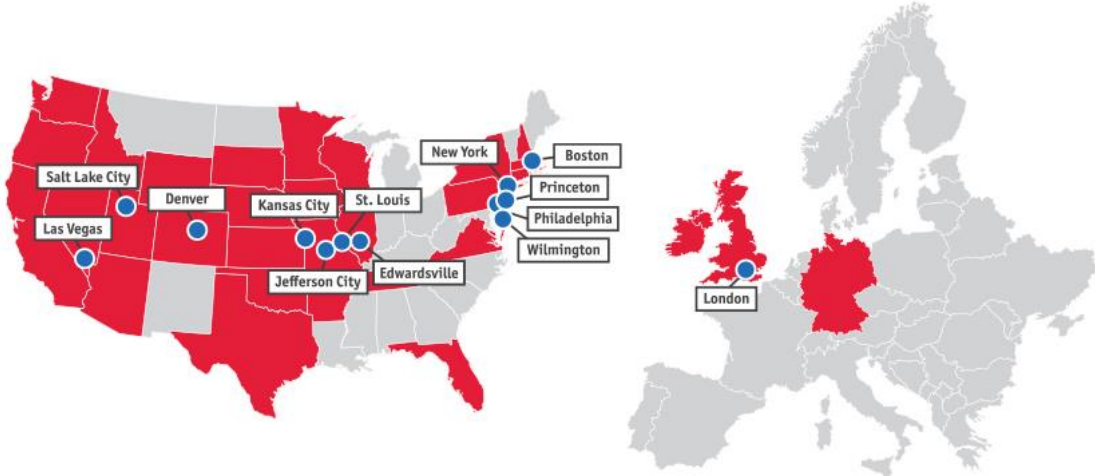 New York
Boston
Salt Lake City
Denver
Kansas City
St. Louis
Princeton
Philadelphia
Las Vegas
Wilmington
Jefferson City
Edwardsville
London